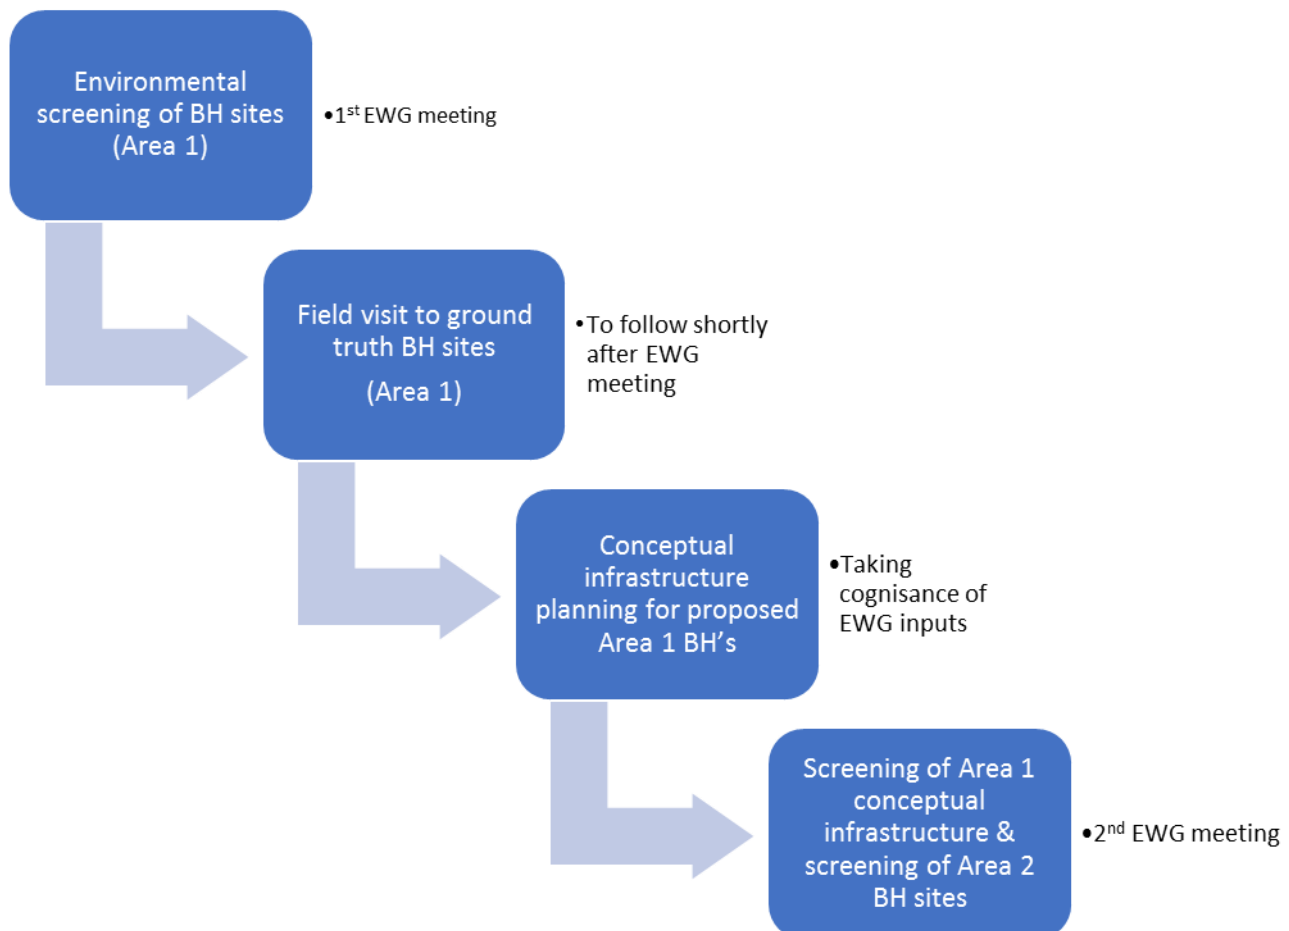 Environmental
screening of BH sites
(Area 1)
•1st EWG meeting
Field visit to ground
truth BH sites
(Area 1)
•To follow shortly
after EWG
meeting
Conceptual
infrastructure
planning for proposed
Area 1 BH’s
•Taking
cognisance of
EWG inputs
Screening of Area 1
conceptual
infrastructure &
screening of Area 2
BH sites
•2nd EWG meeting